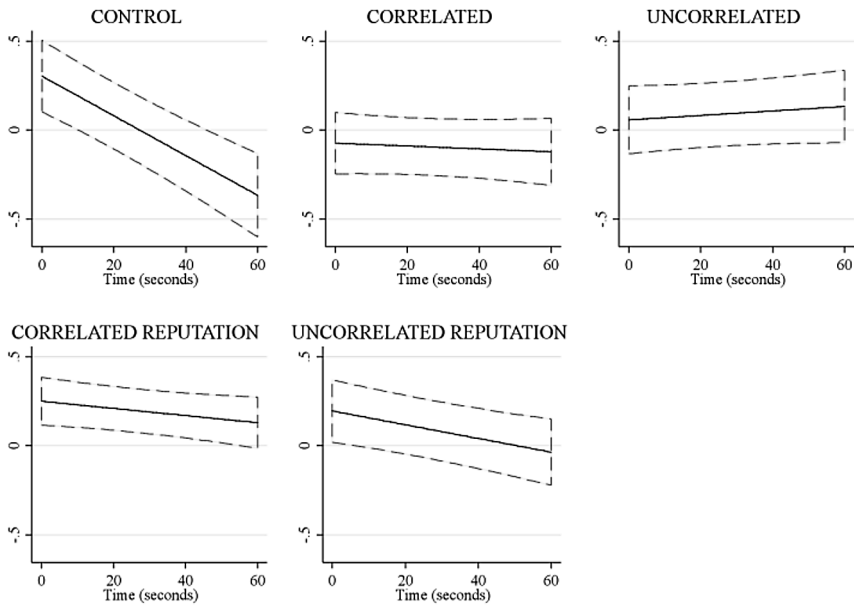 CONTROL
CORRELATED
UNCORRELATED
.5
0
-.5
0 20 40 60
Time (seconds)
.5
0
-.5
0 20 40 60
Time (seconds)
.5
0
-.5
0 20 40 60
Time (seconds)
CORRELATED REPUTATION
UNCORRELATED REPUTATION
.5
0
-.5
0 20 40 60
Time (seconds)
.5
0
-.5
0 20 40 60
Time (seconds)